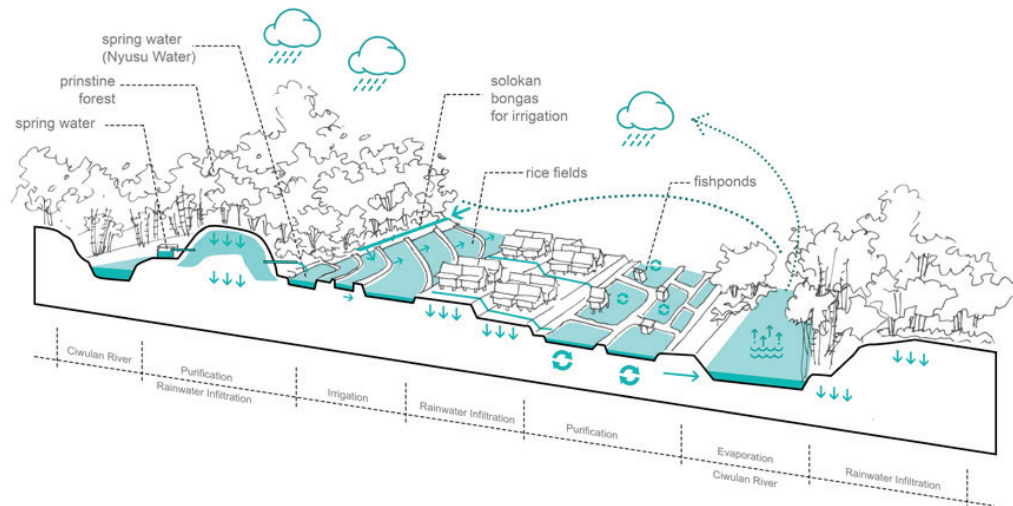 spring water
(Nyusu Water)
prinstine
forest
spring water
solokan
bongas
for irrigation
rice fields
fishponds
Ciwulan River
Purification
Rainwater Infiltration
Irrigation
Rainwater Infiltration
Purification
Evaporation
Ciwulan River
Rainwater Infiltration